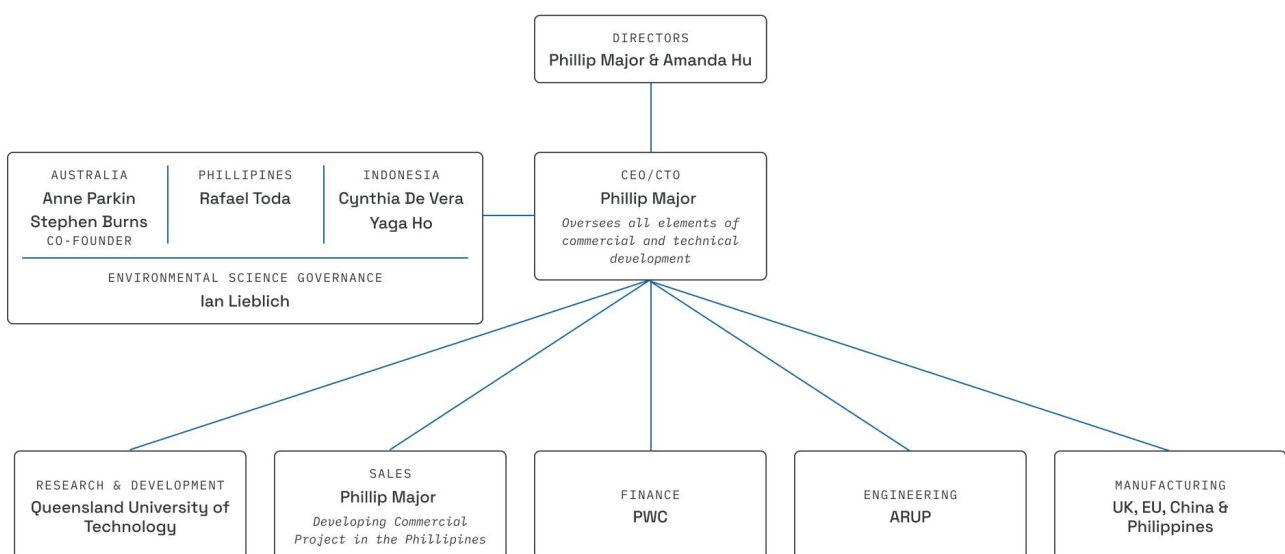 DIRECTORS
Phillip Major & Amanda Hu
AUSTRALIA
Anne Parkin
Stephen Burns
CO-FOUNDER
PHILLIPINES
Rafael Toda
INDONESIA
Cynthia De Vera
Yaga Ho
ENVIRONMENTAL SCIENCE GOVERNANCE
Ian Lieblich
CEO/CTO
Phillip Major
Oversees all elements of
commercial and technical
development
RESEARCH & DEVELOPMENT
Queensland University of
Technology
SALES
Phillip Major
Developing Commercial
Project in the Phillipines
FINANCE
PWC
ENGINEERING
ARUP
MANUFACTURING
UK, EU, China &
Philippines